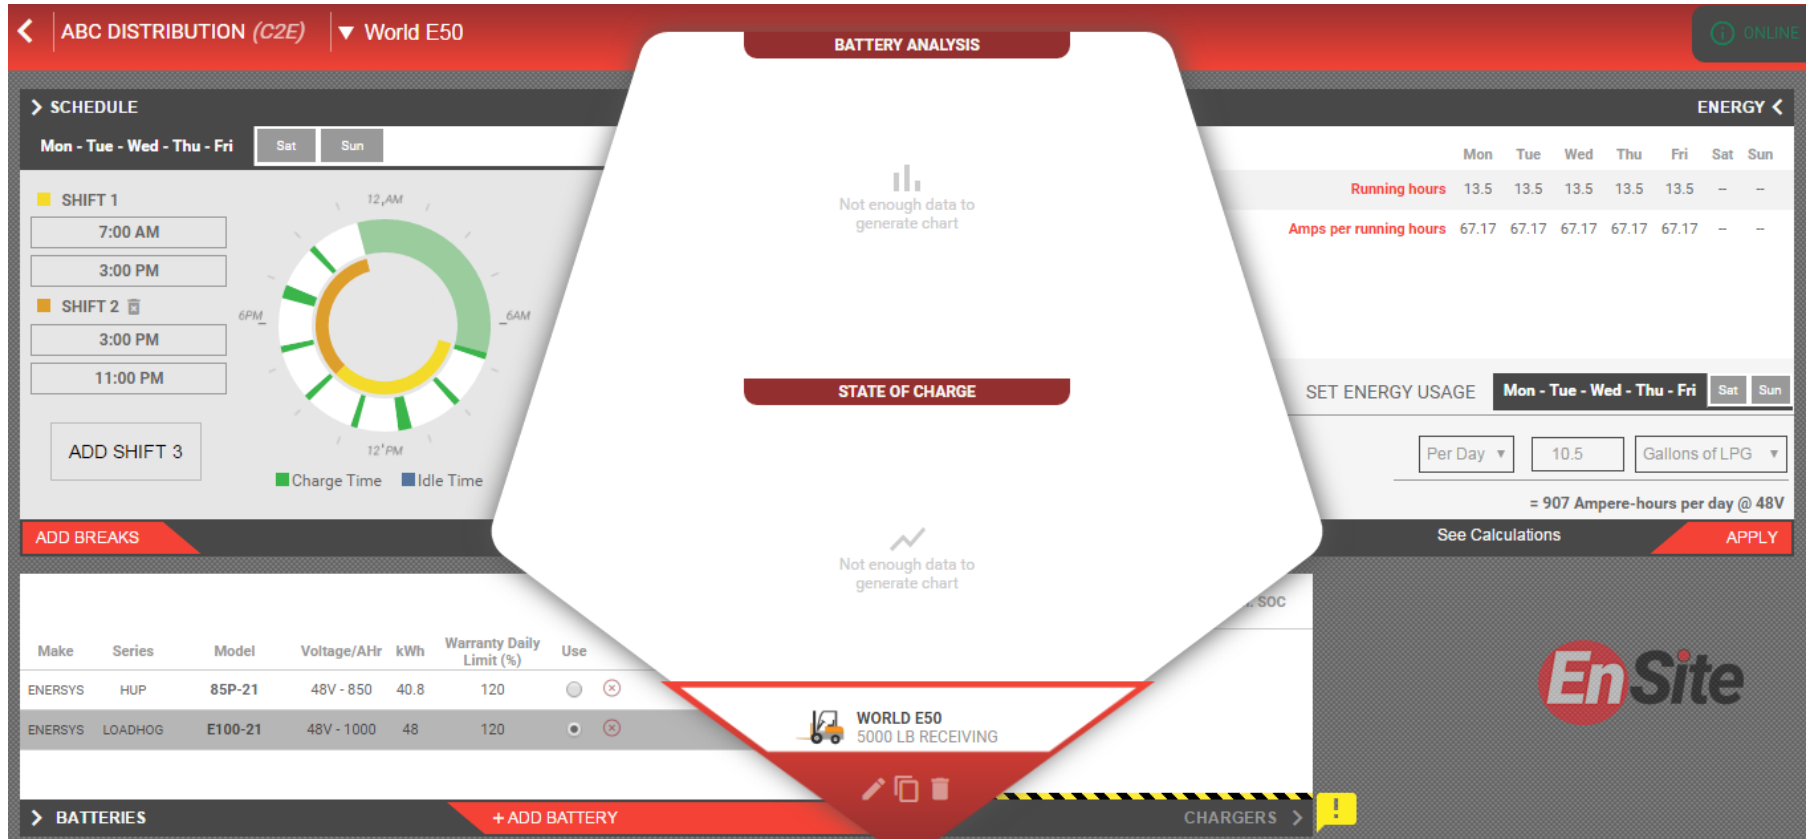 ABC DISTRIBUTION (C2E)
▼ World E50
BATTERY ANALYSIS
ONLINE
SCHEDULE
ENERGY
Mon - Tue - Wed - Thu - Fri
Sat
Sun
Mon Tue Wed Thu Fri Sat Sun
Running hours 13.5 13.5 13.5 13.5 13.5 – –
Amps per running hours 67.17 67.17 67.17 67.17 67.17 – –
SHIFT 1
7:00 AM
3:00 PM
SHIFT 2
3:00 PM
11:00 PM
ADD SHIFT 3
12 AM
6AM
6PM
12 PM
Charge Time
Idle Time
Not enough data to
generate chart
STATE OF CHARGE
Not enough data to
generate chart
SET ENERGY USAGE
Mon - Tue - Wed - Thu - Fri
Sat
Sun
Per Day ▼
10.5
Gallons of LPG ▼
= 907 Ampere-hours per day @ 48V
ADD BREAKS
See Calculations
APPLY
SOC
Make Series Model Voltage/AHr kWh Warranty Daily Use
Limit (%)
ENERSYS HUP 85P-21 48V - 850 40.8 120
ENERSYS LOADHOG E100-21 48V - 1000 48 120
EnSite
WORLD E50
5000 LB RECEIVING
BATTERIES
+ ADD BATTERY
CHARGERS
!